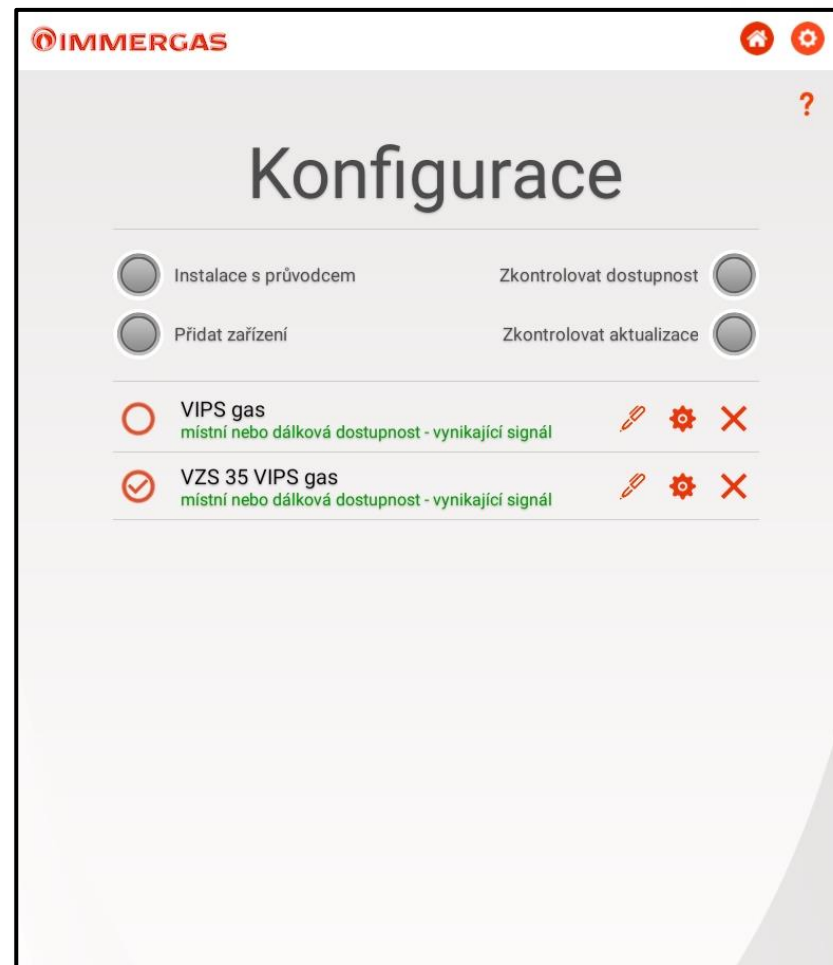 IMMERGAS
?
Konfigurace
Instalace s průvodcem
Zkontrolovat dostupnost
Přidat zařízení
Zkontrolovat aktualizace
VIPS gas
místní nebo dálková dostupnost - vynikající signál
VZS 35 VIPS gas
místní nebo dálková dostupnost - vynikající signál